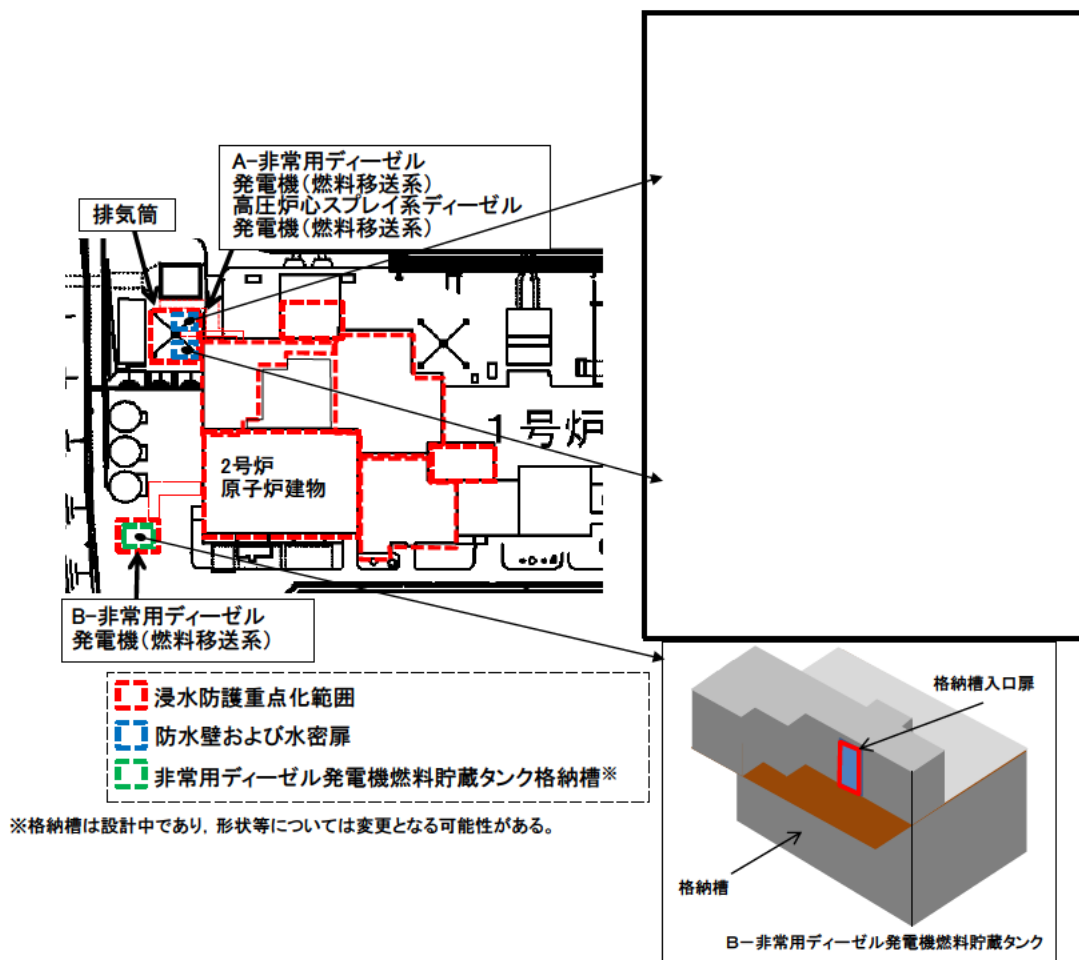 A-非常用ディーゼル
発電機(燃料移送系)
高圧炉心スプレイ系ディーゼル
発電機(燃料移送系)
排気筒
1号炉
2号炉
原子炉建物
B-非常用ディーゼル
発電機(燃料移送系)
浸水防護重点化範囲
防水壁および水密扉
非常用ディーゼル発電機燃料貯蔵タンク格納槽※
※格納槽は設計中であり,形状等については変更となる可能性がある。
格納槽入口扉
格納槽
B-非常用ディーゼル発電機燃料貯蔵タンク